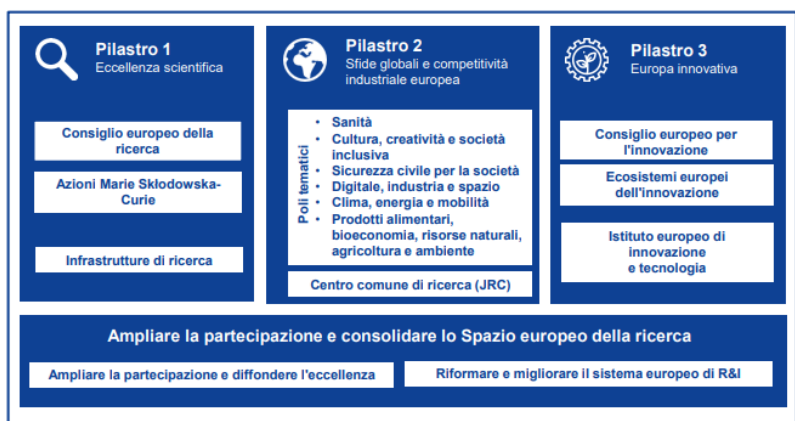 Pilastro 1
Eccellenza scientifica
Consiglio europeo della
ricerca
Azioni Marie Skłodowska-
Curie
Infrastrutture di ricerca
Pilastro 2
Sfide globali e competitività
industriale europea
Poli tematici
• Sanità
• Cultura, creatività e società
inclusiva
• Sicurezza civile per la società
• Digitale, industria e spazio
• Clima, energia e mobilità
• Prodotti alimentari,
bioeconomia, risorse naturali,
agricoltura e ambiente
Centro comune di ricerca (JRC)
Pilastro 3
Europa innovativa
Consiglio europeo per
l'innovazione
Ecosistemi europei
dell'innovazione
Istituto europeo di
innovazione
e tecnologia
Ampliare la partecipazione e consolidare lo Spazio europeo della ricerca
Ampliare la partecipazione e diffondere l'eccellenza
Riformare e migliorare il sistema europeo di R&I